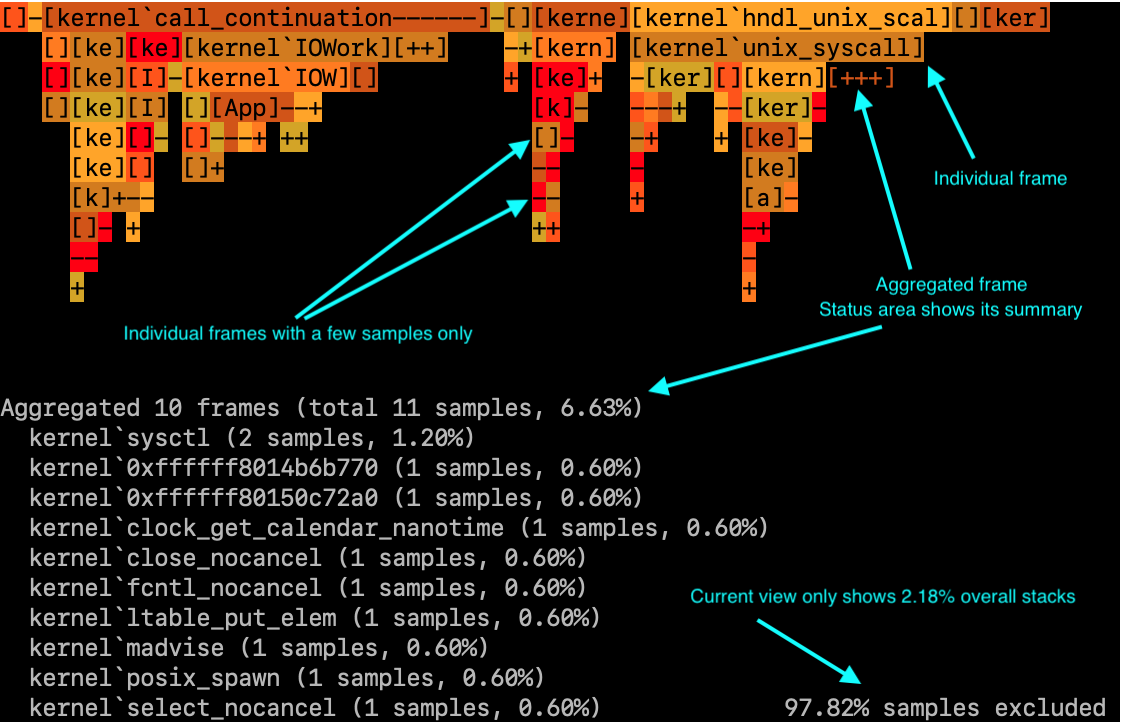 []-[kernel`call_continuation------]-[][kerne][kernel`hndl_unix_scal][][ker]
[][ke][ke][kernel`IOWork][++] -+[kern] [kernel`unix_syscall]
[][ke][I]-[kernel`IOW][] + [ke]+ -[ker][][kern][+++]
[][ke][I] [][App]--+ [k]- ---+ --[ker]-
[ke][]- []---+ ++ []- -+ + [ke]-
[ke][] []+ -- - [ke]
[k]+-- -- + [a]-
[]- + ++ -+
-- -
+ +
Individual frame
Aggregated frame
Status area shows its summary
Individual frames with a few samples only
Aggregated 10 frames (total 11 samples, 6.63%)
kernel`sysctl (2 samples, 1.20%)
kernel`0xffffff8014b6b770 (1 samples, 0.60%)
kernel`0xffffff80150c72a0 (1 samples, 0.60%)
kernel`clock_get_calendar_nanotime (1 samples, 0.60%)
kernel`close_nocancel (1 samples, 0.60%)
kernel`fcntl_nocancel (1 samples, 0.60%)
kernel`ltable_put_elem (1 samples, 0.60%)
kernel`madvise (1 samples, 0.60%)
kernel`posix_spawn (1 samples, 0.60%)
kernel`select_nocancel (1 samples, 0.60%)
Current view only shows 2.18% overall stacks
97.82% samples excluded